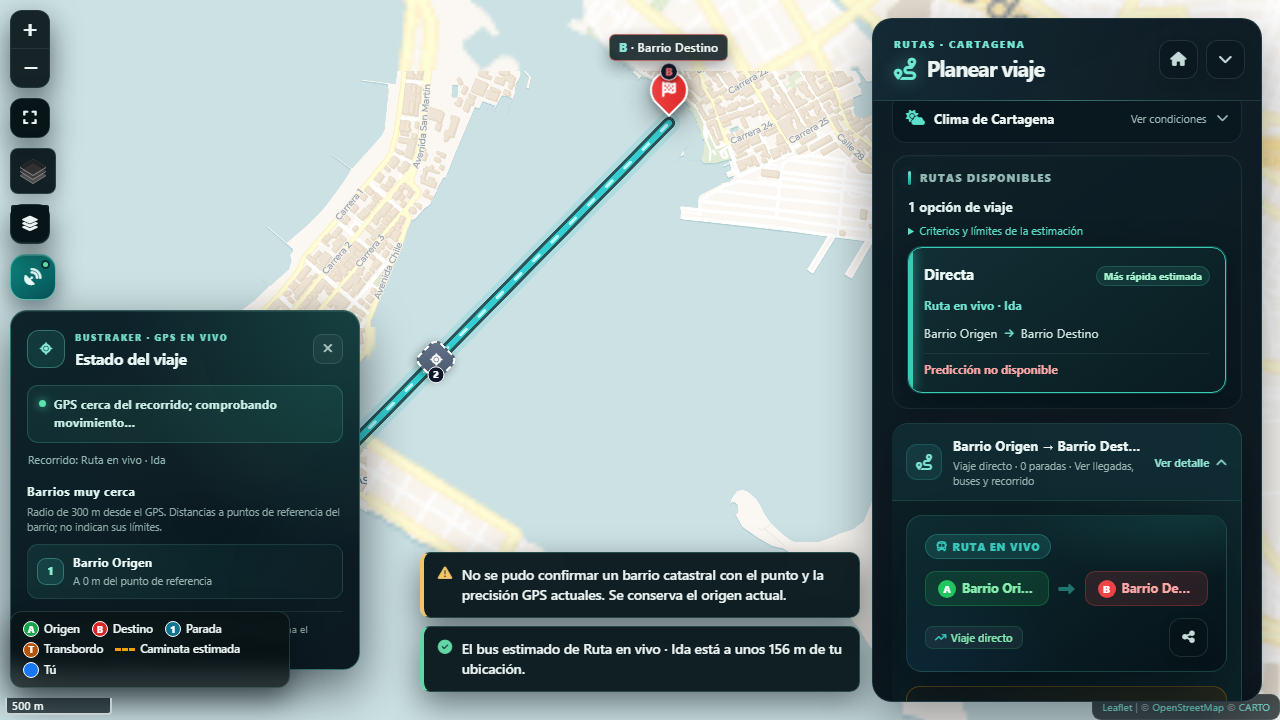 +
−
B · Barrio Destino
B
Avenida San Martín
Carrera 1
Carrera 2
Carrera 3
Avenida Chile
Carrera 24
Carrera 25
Calle 28
2
BUSTRAKER · GPS EN VIVO
Estado del viaje
×
GPS cerca del recorrido; comprobando
movimiento...
Recorrido: Ruta en vivo · Ida
Barrios muy cerca
Radio de 300 m desde el GPS. Distancias a puntos de referencia del
barrio; no indican sus límites.
1
Barrio Origen
A 0 m del punto de referencia
a el
A Origen B Destino 1 Parada
T Transbordo Caminata estimada
Tú
500 m
No se pudo confirmar un barrio catastral con el punto y la
precisión GPS actuales. Se conserva el origen actual.
El bus estimado de Ruta en vivo · Ida está a unos 156 m de tu
ubicación.
RUTAS · CARTAGENA
Planear viaje
Clima de Cartagena
Ver condiciones
RUTAS DISPONIBLES
1 opción de viaje
Criterios y límites de la estimación
Directa
Más rápida estimada
Ruta en vivo · Ida
Barrio Origen → Barrio Destino
Predicción no disponible
Barrio Origen → Barrio Dest...
Viaje directo · 0 paradas · Ver llegadas,
buses y recorrido
Ver detalle
RUTA EN VIVO
A Barrio Ori... → B Barrio De...
Viaje directo
Leaflet | © OpenStreetMap © CARTO